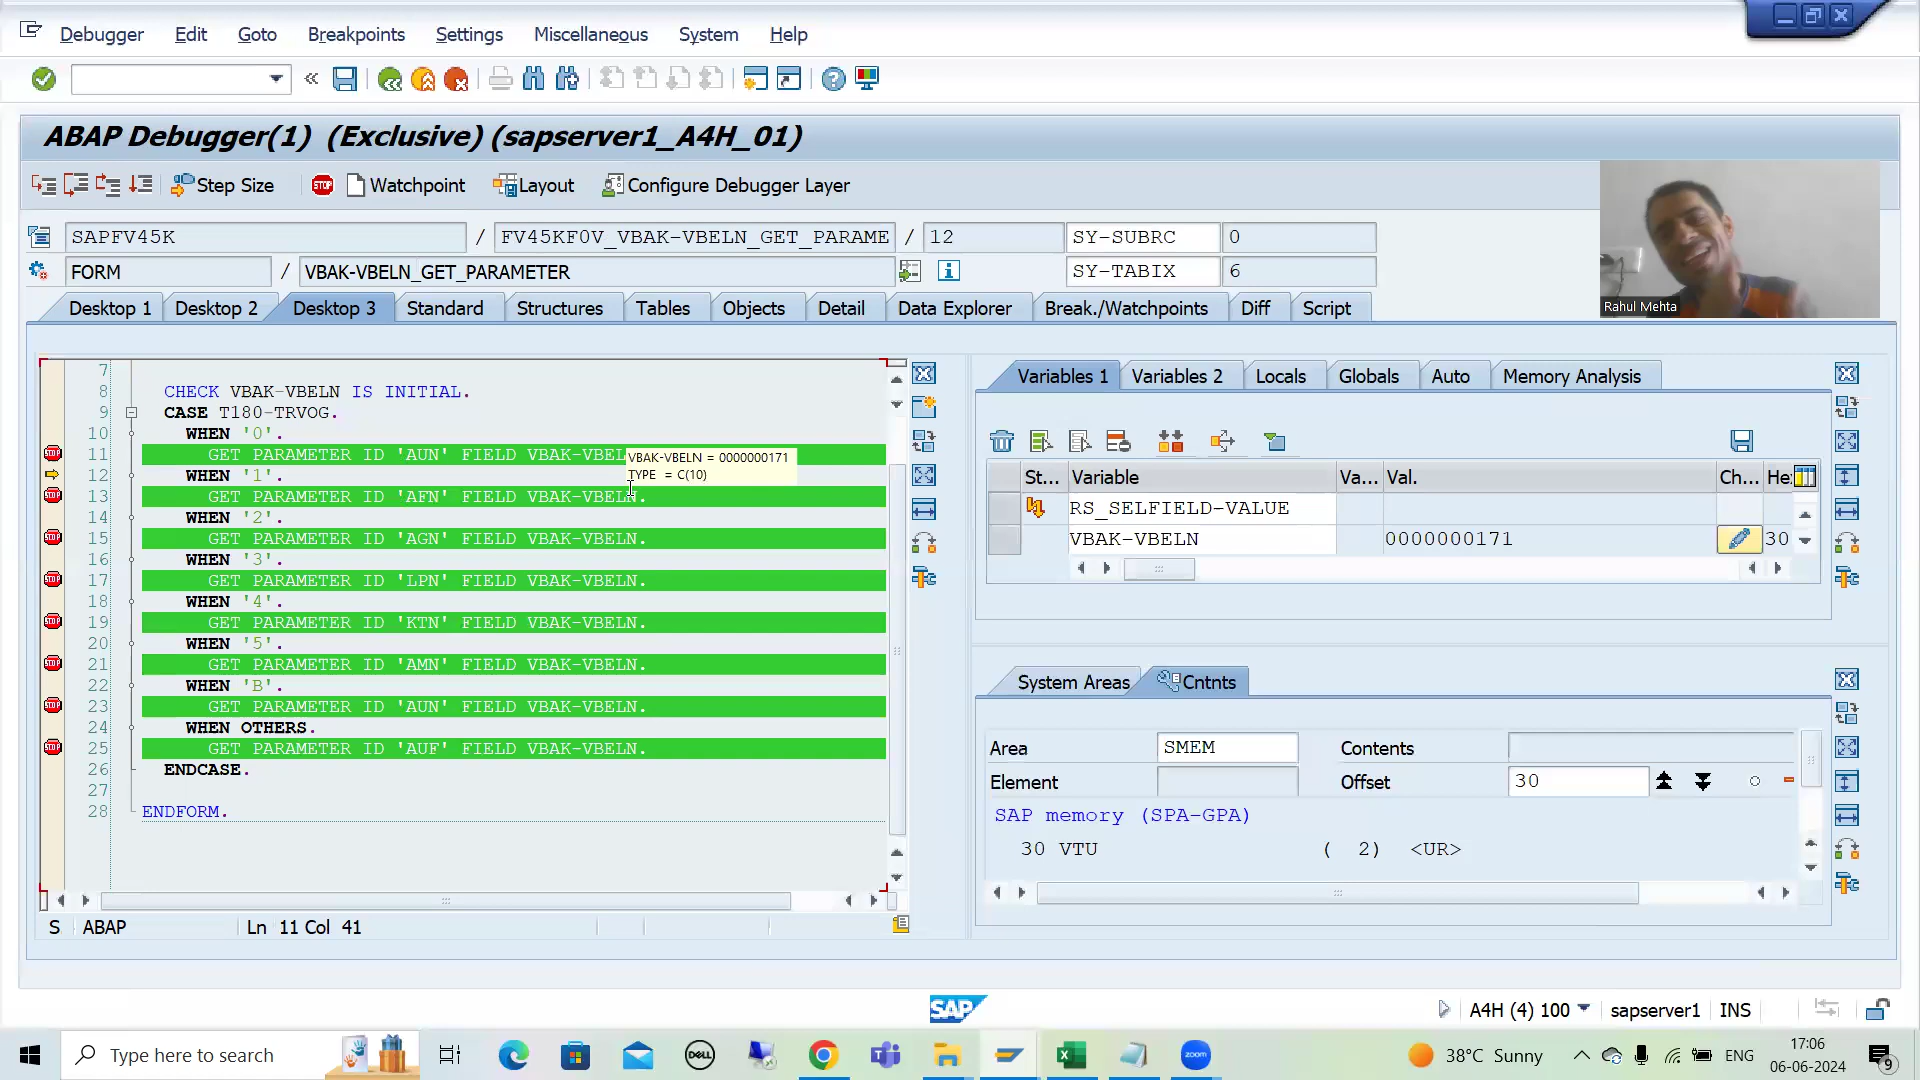 Debugger Edit Goto Breakpoints Settings Miscellaneous System Help
ABAP Debugger(1) (Exclusive) (sapserver1_A4H_01)
Step Size STOP Watchpoint Layout Configure Debugger Layer
SAPFV45K / FV45KF0V_VBAK-VBELN_GET_PARAME / 12 SY-SUBRC 0
FORM / VBAK-VBELN_GET_PARAMETER SY-TABIX 6
Rahul Mehta
Desktop 1 Desktop 2 Desktop 3 Standard Structures Tables Objects Detail Data Explorer Break./Watchpoints Diff Script
7
8 CHECK VBAK-VBELN IS INITIAL.
9 CASE T180-TRVOG.
10 WHEN '0'.
11 GET PARAMETER ID 'AUN' FIELD VBAK-VBEL
12 WHEN '1'.
13 GET PARAMETER ID 'AFN' FIELD VBAK-VBELN.
14 WHEN '2'.
15 GET PARAMETER ID 'AGN' FIELD VBAK-VBELN.
16 WHEN '3'.
17 GET PARAMETER ID 'LPN' FIELD VBAK-VBELN.
18 WHEN '4'.
19 GET PARAMETER ID 'KTN' FIELD VBAK-VBELN.
20 WHEN '5'.
21 GET PARAMETER ID 'AMN' FIELD VBAK-VBELN.
22 WHEN 'B'.
23 GET PARAMETER ID 'AUN' FIELD VBAK-VBELN.
24 WHEN OTHERS.
25 GET PARAMETER ID 'AUF' FIELD VBAK-VBELN.
26 ENDCASE.
27
28 ENDFORM.
VBAK-VBELN = 0000000171
TYPE = C(10)
S ABAP Ln 11 Col 41
Variables 1 Variables 2 Locals Globals Auto Memory Analysis
St... Variable Va... Val. Ch... He
RS_SELFIELD-VALUE
VBAK-VBELN 0000000171 30
System Areas Cntnts
Area SMEM Contents
Element Offset 30
SAP memory (SPA-GPA)
30 VTU ( 2) <UR>
SAP A4H (4) 100 sapserver1 INS
Type here to search DELL zoom 38°C Sunny ENG 17:06
06-06-2024 9